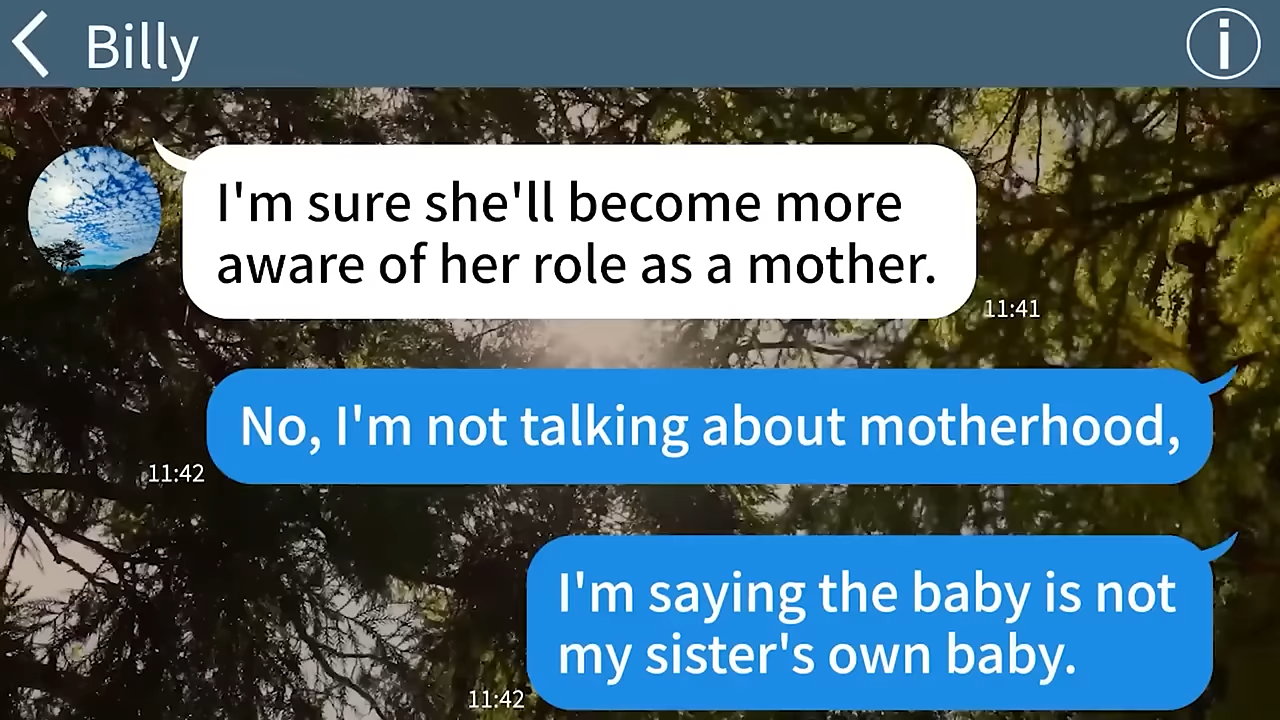 Billy
I'm sure she'll become more
aware of her role as a mother.
11:41
No, I'm not talking about motherhood,
11:42
I'm saying the baby is not
my sister's own baby.
11:42